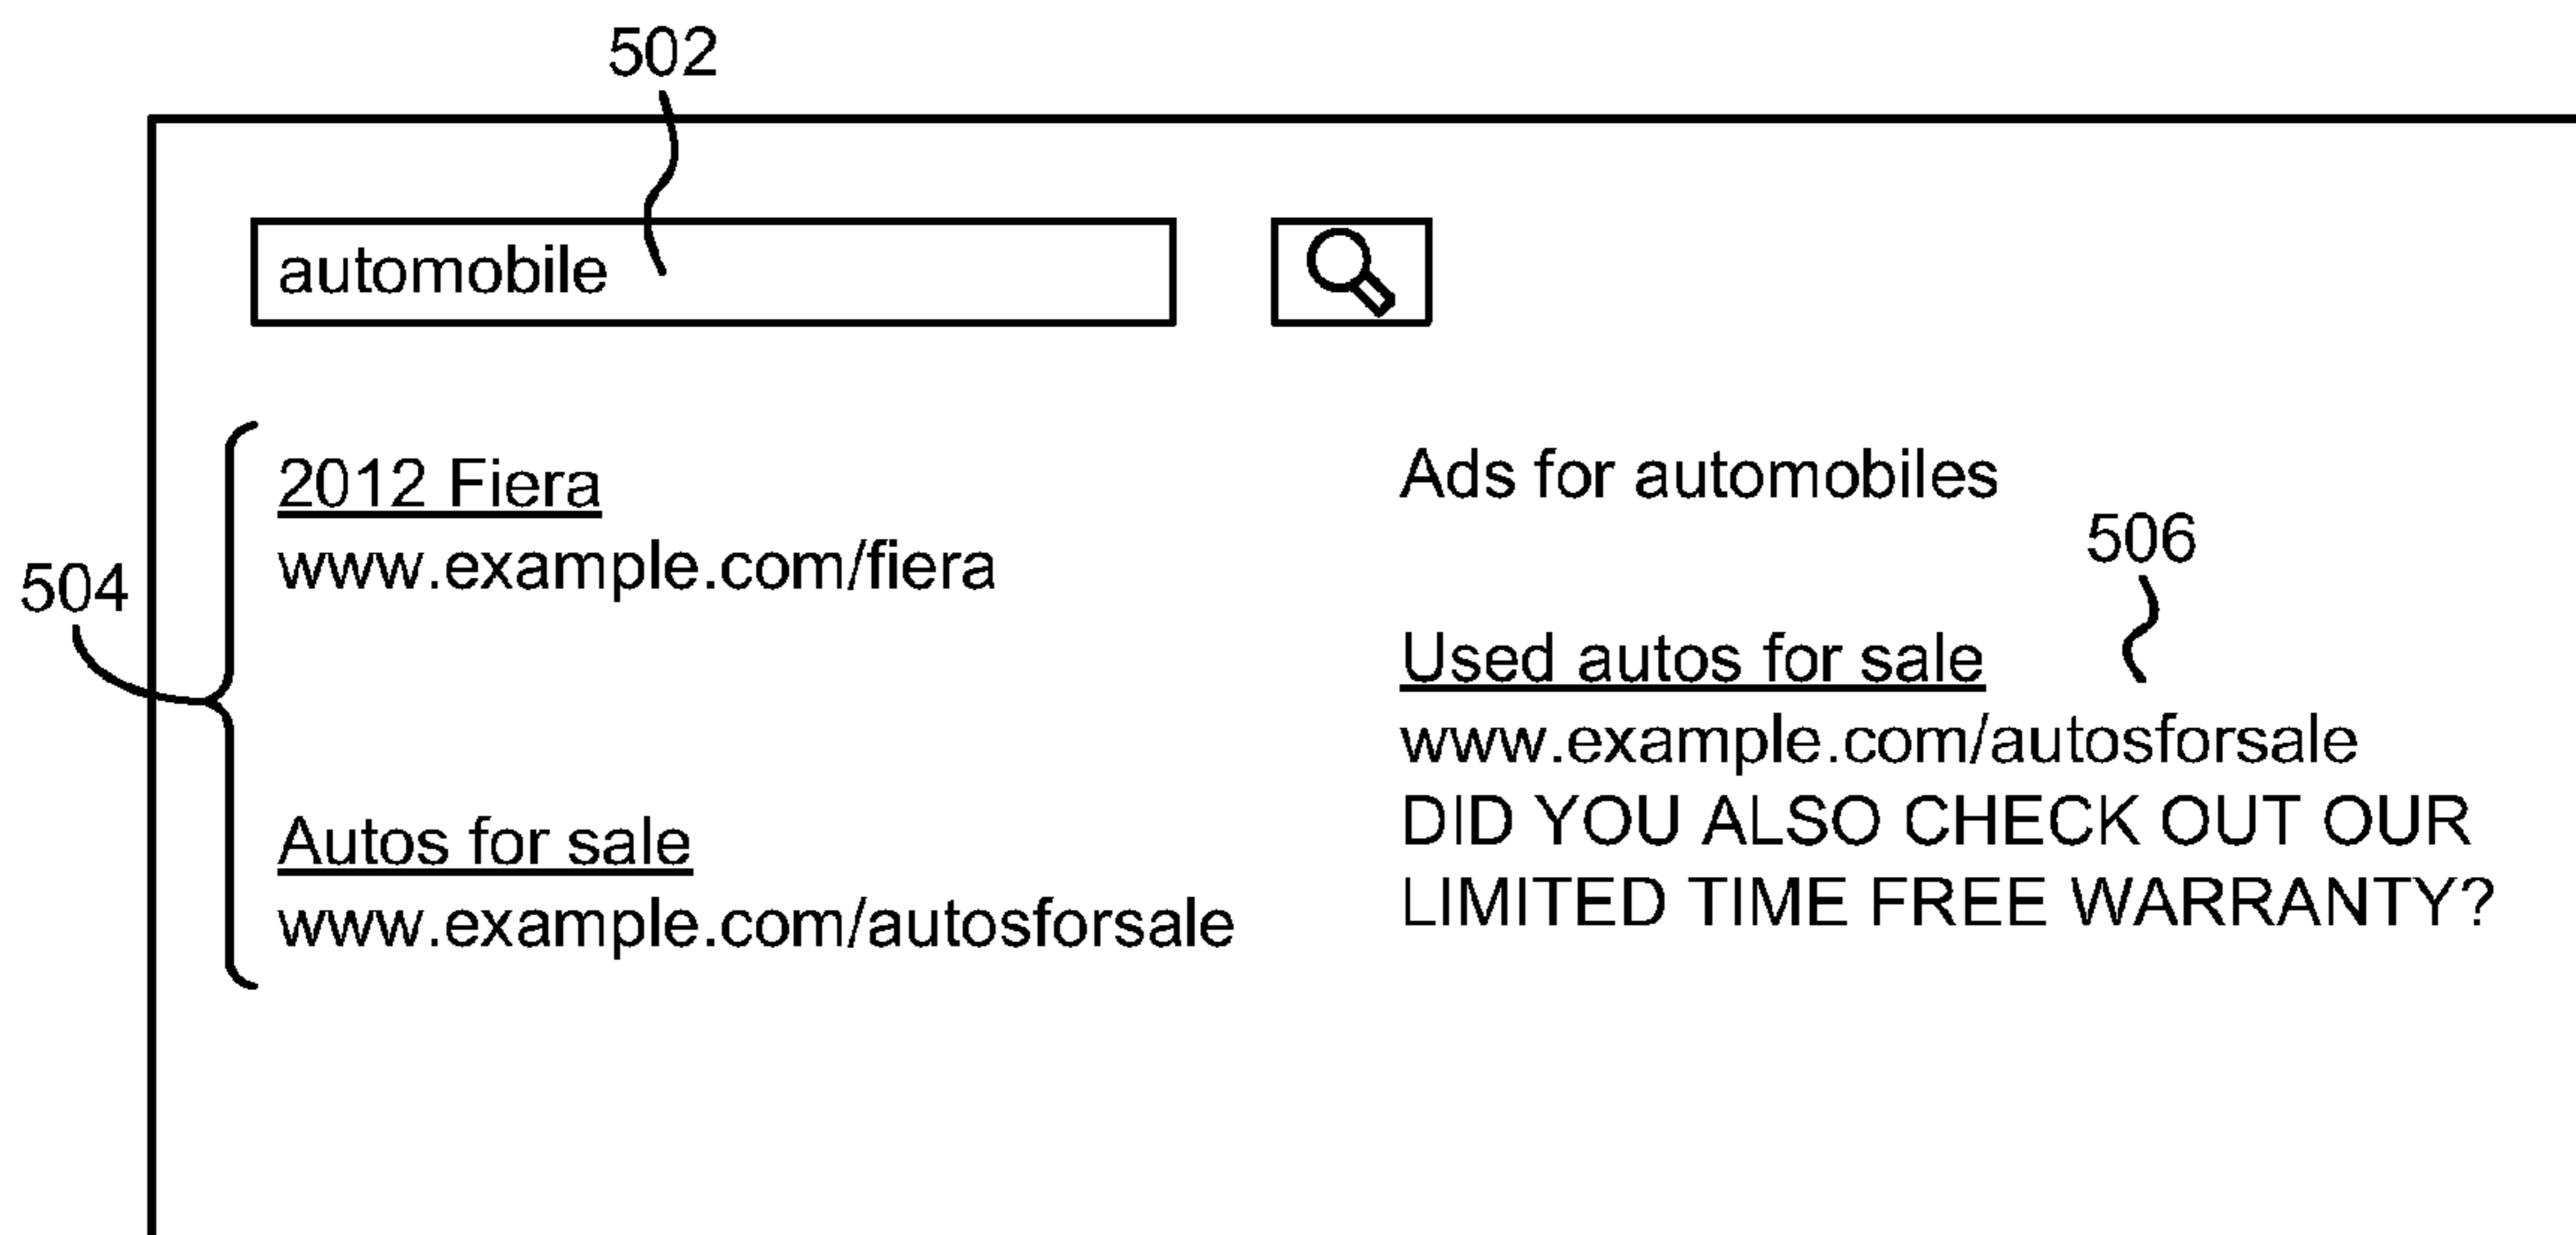 502
automobile
504
2012 Fiera
www.example.com/fiera
Autos for sale
www.example.com/autosforsale
Ads for automobiles
506
Used autos for sale
www.example.com/autosforsale
DID YOU ALSO CHECK OUT OUR
LIMITED TIME FREE WARRANTY?